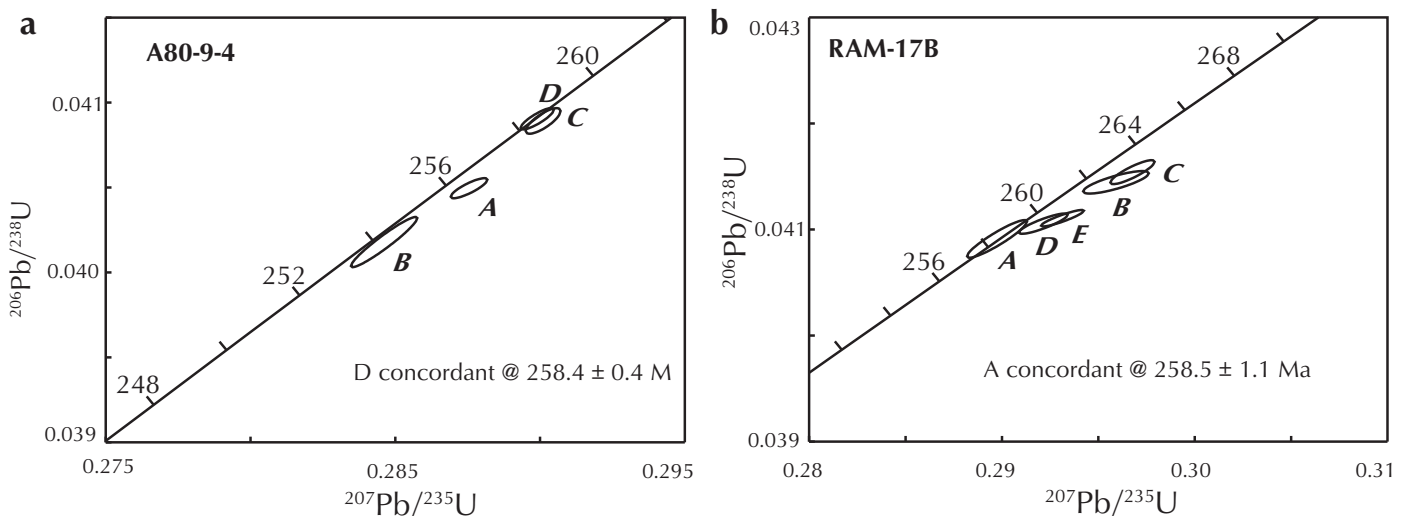 a
A80-9-4
260
D
C
0.041
256
A
B
252
0.040
248
D concordant @ 258.4 ± 0.4 M
0.039
0.275
0.285
0.295
²⁰⁷Pb/²³⁵U
²⁰⁶Pb/²³⁸U
b
RAM-17B
0.043
268
264
C
260
B
0.041
E
D
A
256
A concordant @ 258.5 ± 1.1 Ma
0.039
0.28
0.29
0.30
0.31
²⁰⁷Pb/²³⁵U
²⁰⁶Pb/²³⁸U